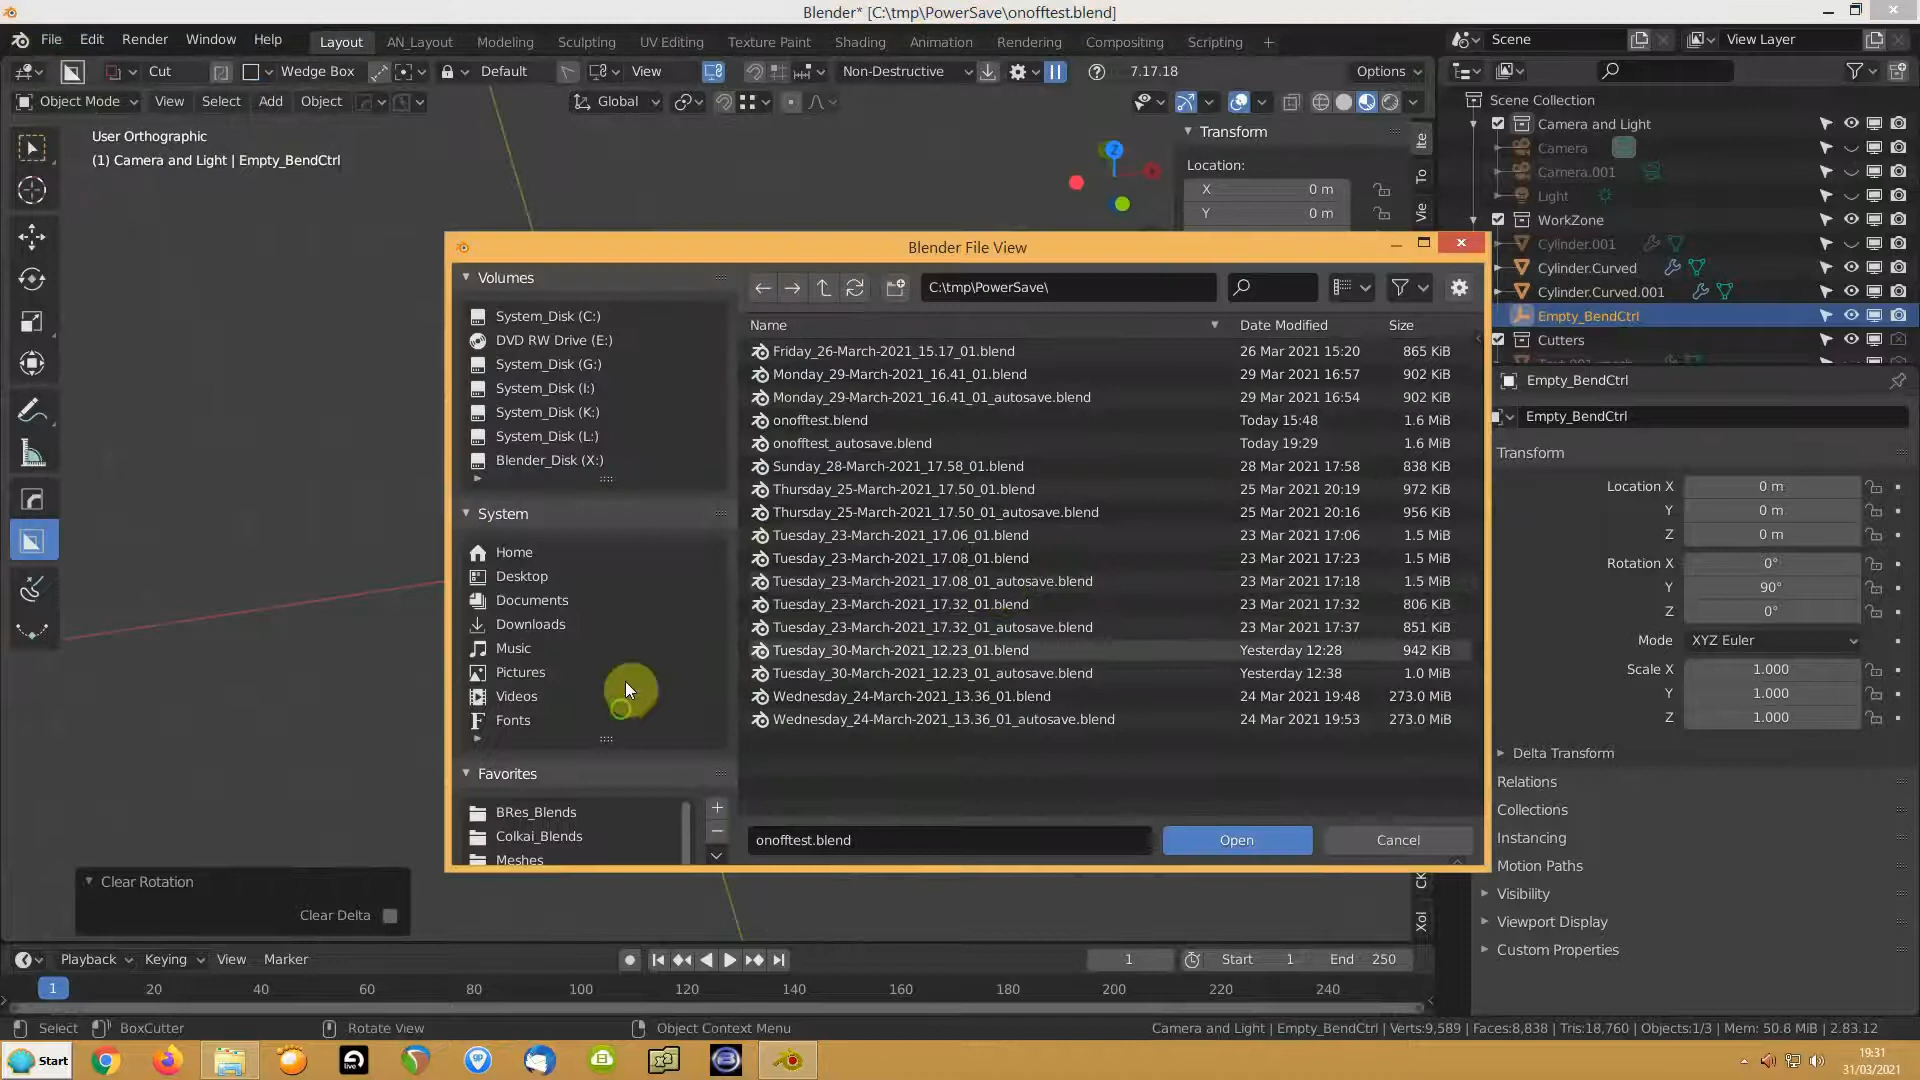 Blender* [C:\tmp\PowerSave\onofftest.blend]
File Edit Render Window Help Layout AN_Layout Modeling Sculpting UV Editing Texture Paint Shading Animation Rendering Compositing Scripting + Scene View Layer
Cut Wedge Box Default View Non-Destructive 7.17.18 Options
Object Mode View Select Add Object Global
User Orthographic
(1) Camera and Light | Empty_BendCtrl
Transform
Location:
X 0 m
Y 0 m
Z
Ite
To
Vie
Scene Collection
Camera and Light
Camera
Camera.001
Light
WorkZone
Cylinder.001
Cylinder.Curved
Cylinder.Curved.001
Empty_BendCtrl
Cutters
Blender File View
Volumes
System_Disk (C:)
DVD RW Drive (E:)
System_Disk (G:)
System_Disk (I:)
System_Disk (K:)
System_Disk (L:)
Blender_Disk (X:)
System
Home
Desktop
Documents
Downloads
Music
Pictures
Videos
Fonts
Favorites
BRes_Blends
Colkai_Blends
Meshes
C:\tmp\PowerSave\
Name Date Modified Size
Friday_26-March-2021_15.17_01.blend 26 Mar 2021 15:20 865 KiB
Monday_29-March-2021_16.41_01.blend 29 Mar 2021 16:57 902 KiB
Monday_29-March-2021_16.41_01_autosave.blend 29 Mar 2021 16:54 902 KiB
onofftest.blend Today 15:48 1.6 MiB
onofftest_autosave.blend Today 19:29 1.6 MiB
Sunday_28-March-2021_17.58_01.blend 28 Mar 2021 17:58 838 KiB
Thursday_25-March-2021_17.50_01.blend 25 Mar 2021 20:19 972 KiB
Thursday_25-March-2021_17.50_01_autosave.blend 25 Mar 2021 20:16 956 KiB
Tuesday_23-March-2021_17.06_01.blend 23 Mar 2021 17:06 1.5 MiB
Tuesday_23-March-2021_17.08_01.blend 23 Mar 2021 17:23 1.5 MiB
Tuesday_23-March-2021_17.08_01_autosave.blend 23 Mar 2021 17:18 1.5 MiB
Tuesday_23-March-2021_17.32_01.blend 23 Mar 2021 17:32 806 KiB
Tuesday_23-March-2021_17.32_01_autosave.blend 23 Mar 2021 17:37 851 KiB
Tuesday_30-March-2021_12.23_01.blend Yesterday 12:28 942 KiB
Tuesday_30-March-2021_12.23_01_autosave.blend Yesterday 12:38 1.0 MiB
Wednesday_24-March-2021_13.36_01.blend 24 Mar 2021 19:48 273.0 MiB
Wednesday_24-March-2021_13.36_01_autosave.blend 24 Mar 2021 19:53 273.0 MiB
onofftest.blend Open Cancel
Empty_BendCtrl
Empty_BendCtrl
Transform
Location X 0 m
Y 0 m
Z 0 m
Rotation X 0°
Y 90°
Z 0°
Mode XYZ Euler
Scale X 1.000
Y 1.000
Z 1.000
Delta Transform
Relations
Collections
Instancing
Motion Paths
Visibility
Viewport Display
Custom Properties
Clear Rotation
Clear Delta
CK
Xol
Playback Keying View Marker 1 Start 1 End 250
1 20 40 60 80 100 120 140 160 180 200 220 240
Select BoxCutter Rotate View Object Context Menu Camera and Light | Empty_BendCtrl | Verts:9,589 | Faces:8,838 | Tris:18,760 | Objects:1/3 | Mem: 50.8 MiB | 2.83.12
Start live 19:31
31/03/2021